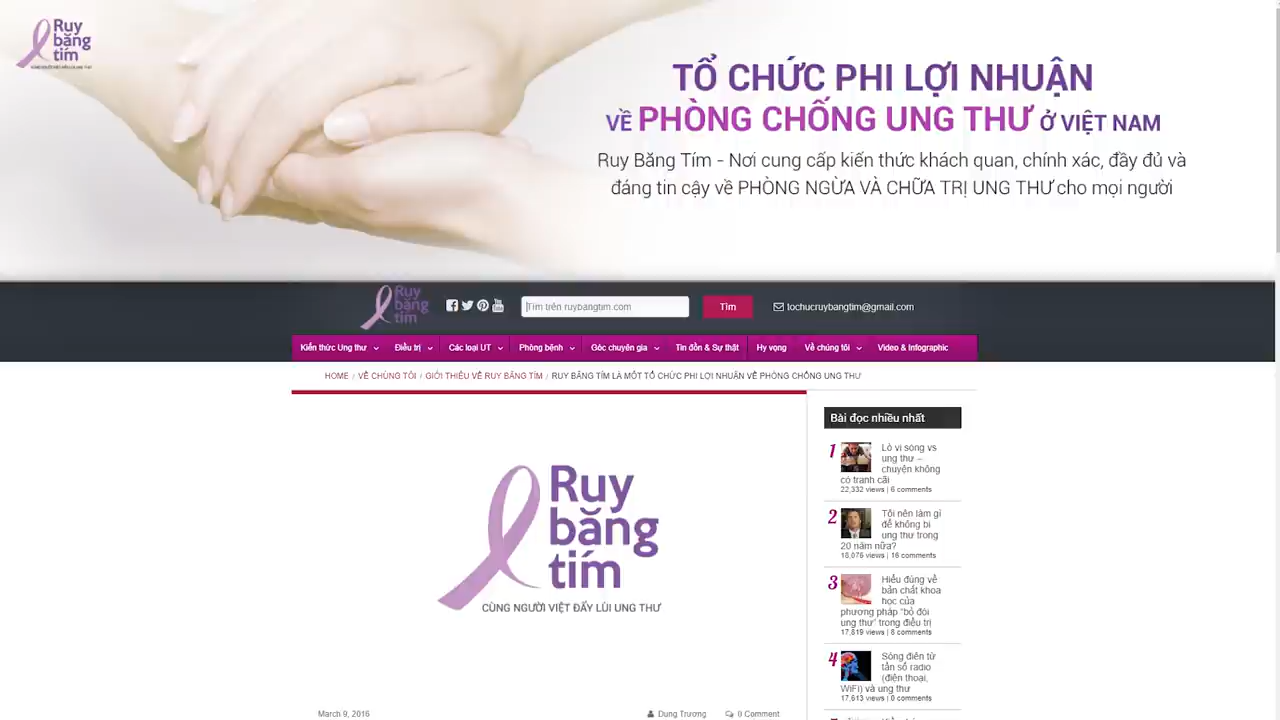 Ruy
băng
tím
TỔ CHỨC PHI LỢI NHUẬN
VỀ PHÒNG CHỐNG UNG THƯ Ở VIỆT NAM
Ruy Băng Tím - Nơi cung cấp kiến thức khách quan, chính xác, đầy đủ và
đáng tin cậy về PHÒNG NGỪA VÀ CHỮA TRỊ UNG THƯ cho mọi người
Ruy
băng
tím
Tìm trên ruybangtim.com
Tìm
tochucruybangtim@gmail.com
Kiến thức Ung thư
Điều trị
Các loại UT
Phòng bệnh
Góc chuyên gia
Tin đồn & Sự thật
Hy vọng
Về chúng tôi
Video & Infographic
HOME / VỀ CHÚNG TÔI / GIỚI THIỆU VỀ RUY BĂNG TÍM / RUY BĂNG TÍM LÀ MỘT TỔ CHỨC PHI LỢI NHUẬN VỀ PHÒNG CHỐNG UNG THƯ
Ruy
băng
tím
CÙNG NGƯỜI VIỆT ĐẨY LÙI UNG THƯ
March 9, 2016
Dung Trương
0 Comment
Bài đọc nhiều nhất
1
Lò vi sóng vs
ung thư –
chuyện không
có tranh cãi
22,332 views | 6 comments
2
Tôi nên làm gì
để không bị
ung thư trong
20 năm nữa?
18,075 views | 16 comments
3
Hiểu đúng về
bản chất khoa
học của
phương pháp "bỏ đói
ung thư" trong điều trị
17,819 views | 8 comments
4
Sóng điện từ
tần số radio
(điện thoại,
WiFi) và ung thư
17,613 views | 0 comments